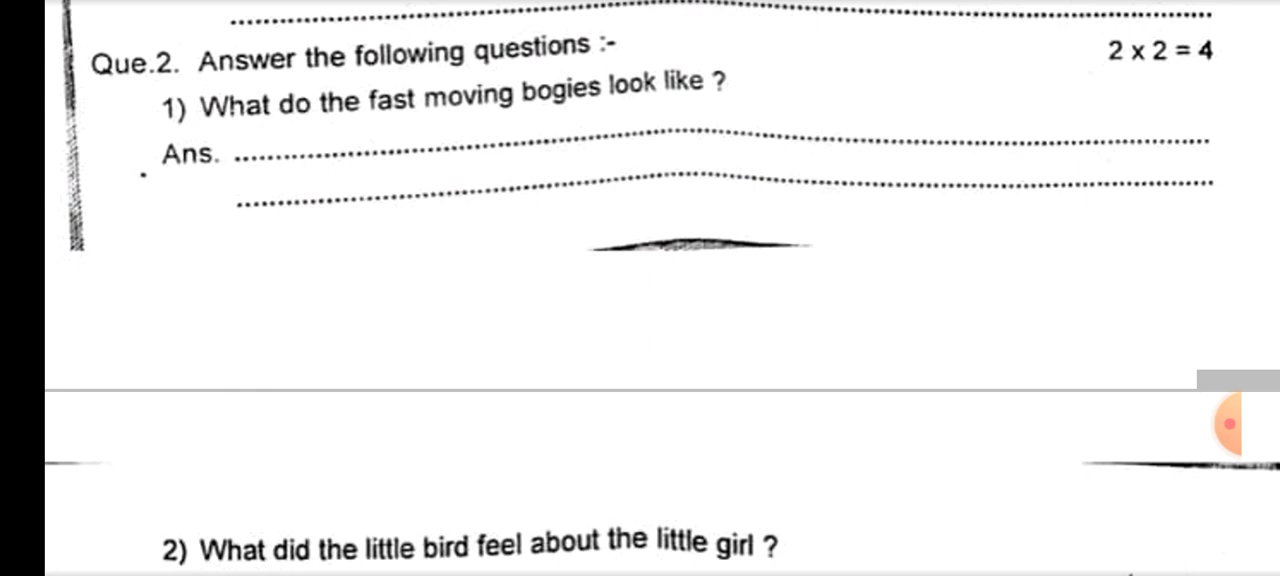 Que.2. Answer the following questions :- 2 x 2 = 4
1) What do the fast moving bogies look like ?
Ans. ................................................................
................................................................
2) What did the little bird feel about the little girl ?